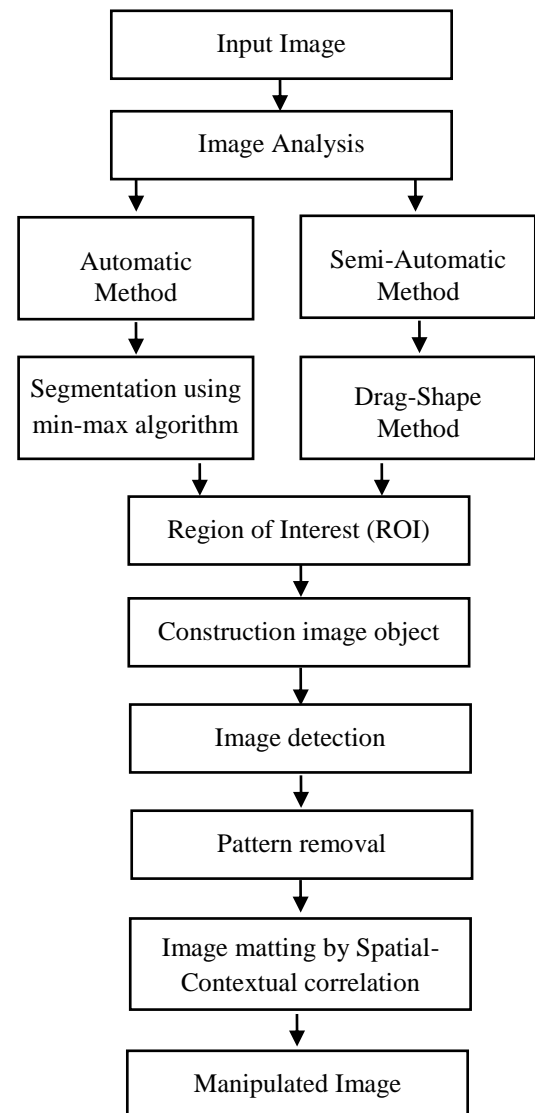 Input Image
Image Analysis
Automatic
Method
Semi-Automatic
Method
Segmentation using
min-max algorithm
Drag-Shape
Method
Region of Interest (ROI)
Construction image object
Image detection
Pattern removal
Image matting by Spatial-
Contextual correlation
Manipulated Image